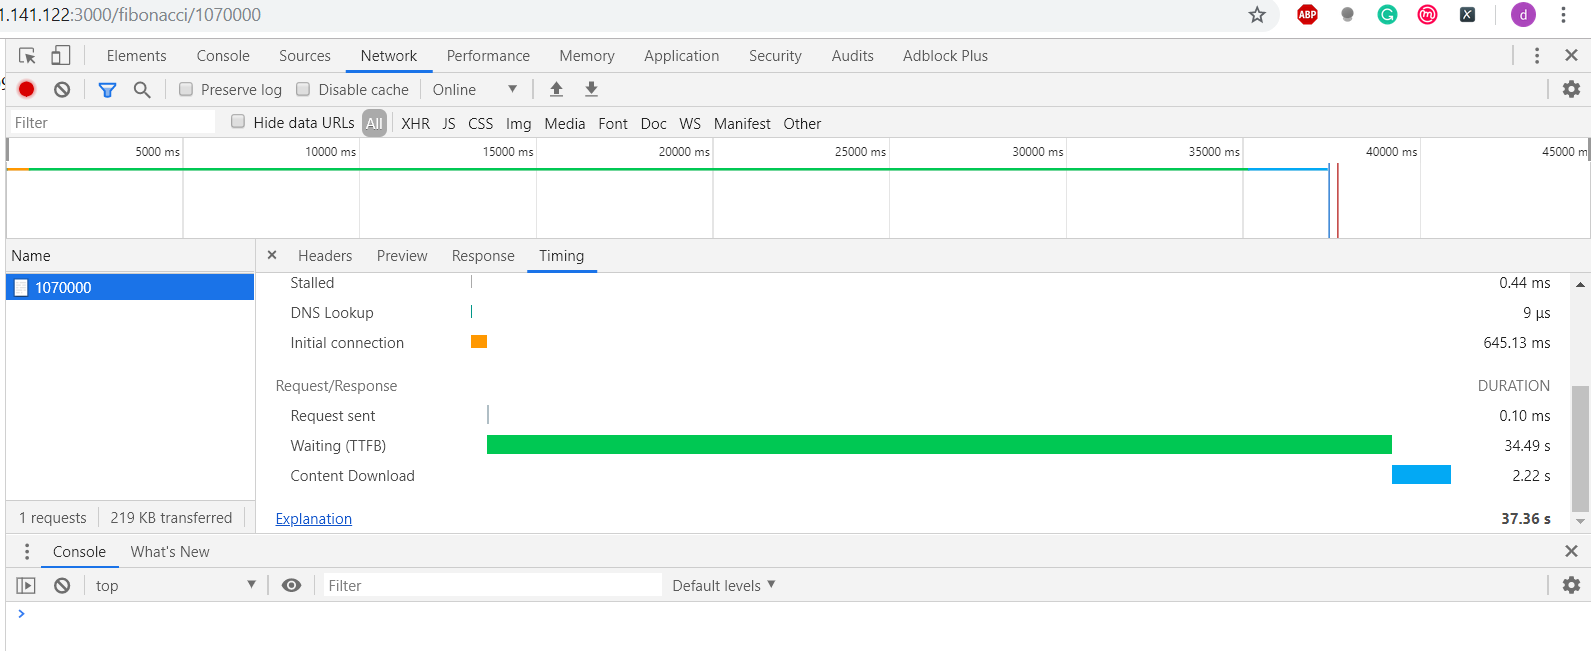 1.141.122:3000/fibonacci/1070000
ABP
G
m
X
d
Elements Console Sources Network Performance Memory Application Security Audits Adblock Plus
Preserve log Disable cache Online
Filter Hide data URLs All XHR JS CSS Img Media Font Doc WS Manifest Other
5000 ms 10000 ms 15000 ms 20000 ms 25000 ms 30000 ms 35000 ms 40000 ms 45000 m
Name × Headers Preview Response Timing
1070000
Stalled 0.44 ms
DNS Lookup 9 µs
Initial connection 645.13 ms
Request/Response DURATION
Request sent 0.10 ms
Waiting (TTFB) 34.49 s
Content Download 2.22 s
1 requests 219 KB transferred
Explanation 37.36 s
Console What's New
top Filter Default levels
>